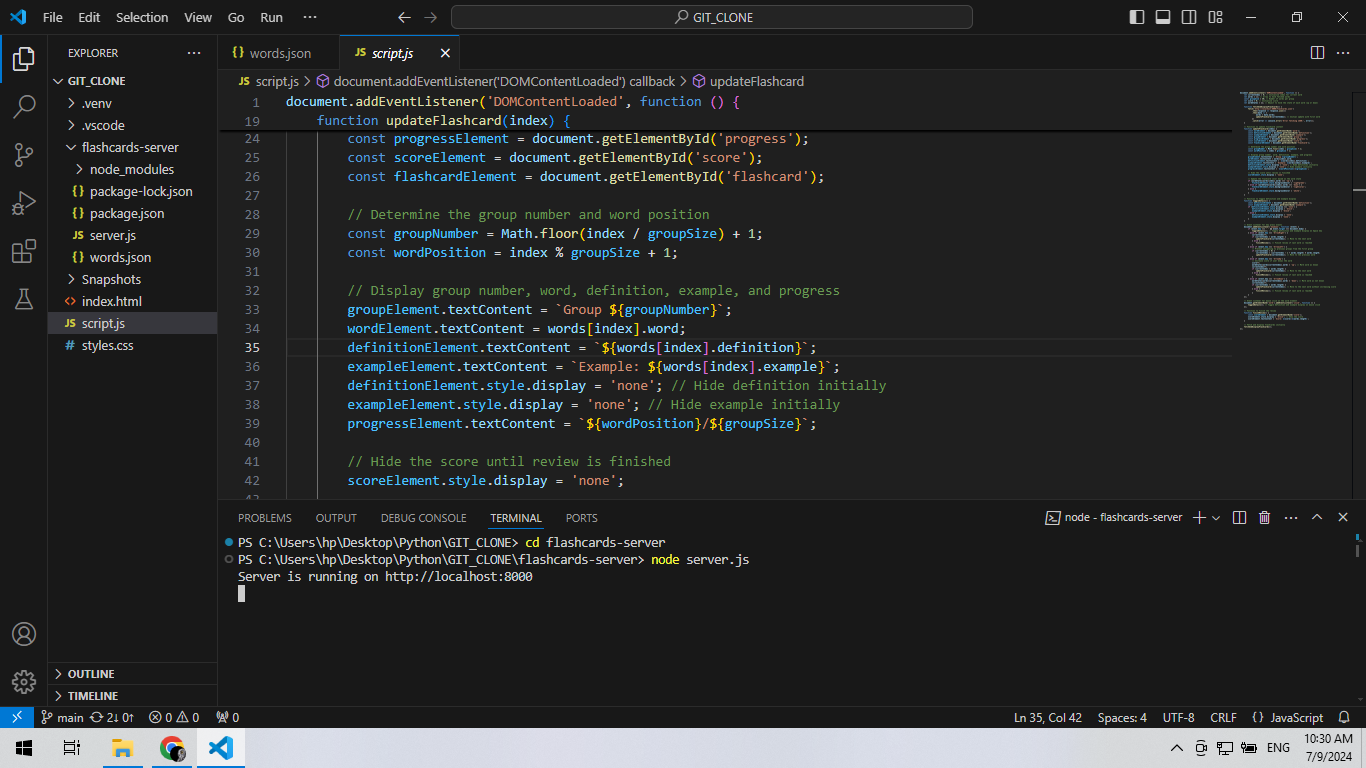 File Edit Selection View Go Run ··· GIT_CLONE
EXPLORER ···
GIT_CLONE
.venv
.vscode
flashcards-server
node_modules
{} package-lock.json
{} package.json
JS server.js
{} words.json
Snapshots
<> index.html
JS script.js
# styles.css
OUTLINE
TIMELINE
{} words.json JS script.js
JS script.js > document.addEventListener('DOMContentLoaded') callback > updateFlashcard
1 document.addEventListener('DOMContentLoaded', function () {
19 function updateFlashcard(index) {
24 const progressElement = document.getElementById('progress');
25 const scoreElement = document.getElementById('score');
26 const flashcardElement = document.getElementById('flashcard');
27
28 // Determine the group number and word position
29 const groupNumber = Math.floor(index / groupSize) + 1;
30 const wordPosition = index % groupSize + 1;
31
32 // Display group number, word, definition, example, and progress
33 groupElement.textContent = `Group ${groupNumber}`;
34 wordElement.textContent = words[index].word;
35 definitionElement.textContent = `${words[index].definition}`;
36 exampleElement.textContent = `Example: ${words[index].example}`;
37 definitionElement.style.display = 'none'; // Hide definition initially
38 exampleElement.style.display = 'none'; // Hide example initially
39 progressElement.textContent = `${wordPosition}/${groupSize}`;
40
41 // Hide the score until review is finished
42 scoreElement.style.display = 'none';
PROBLEMS OUTPUT DEBUG CONSOLE TERMINAL PORTS node - flashcards-server
PS C:\Users\hp\Desktop\Python\GIT_CLONE> cd flashcards-server
PS C:\Users\hp\Desktop\Python\GIT_CLONE\flashcards-server> node server.js
Server is running on http://localhost:8000
main 2↓ 0↑ 0 0 0 Ln 35, Col 42 Spaces: 4 UTF-8 CRLF {} JavaScript
ENG 10:30 AM
7/9/2024